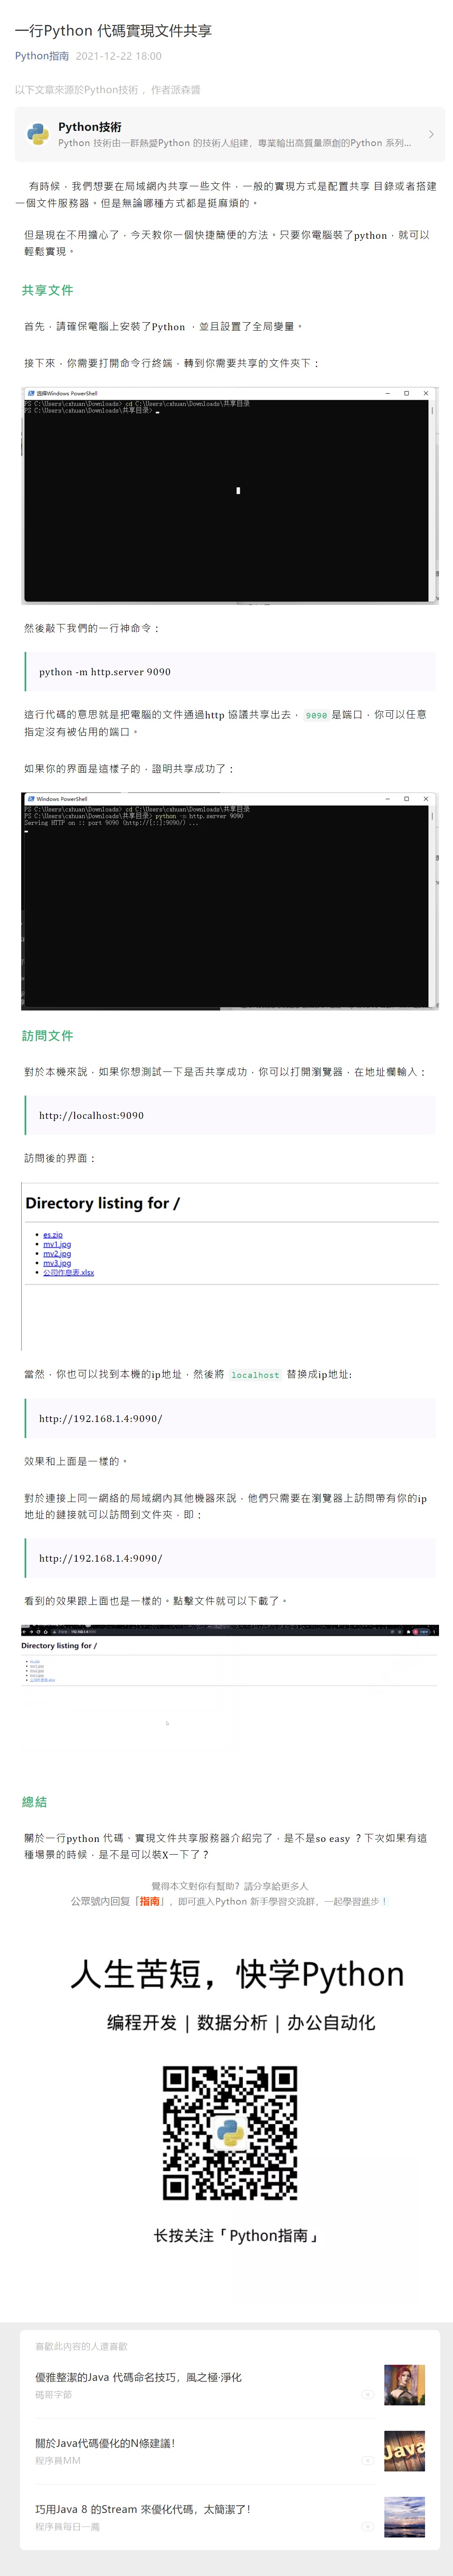 一行Python 代碼實現文件共享
Python指南 2021-12-22 18:00
以下文章來源於Python技術 ，作者派森醬
Python技術
Python 技術由一群熱愛Python 的技術人組建，專業輸出高質量原創的Python 系列...
有時候，我們想要在局域網內共享一些文件，一般的實現方式是配置共享 目錄或者搭建
一個文件服務器。但是無論哪種方式都是挺麻煩的。
但是現在不用擔心了，今天教你一個快捷簡便的方法。只要你電腦裝了python，就可以
輕鬆實現。
共享文件
首先，請確保電腦上安裝了Python ，並且設置了全局變量。
接下來，你需要打開命令行終端，轉到你需要共享的文件夾下：
选择Windows PowerShell
PS C:\Users\cxhuan\Downloads> cd C:\Users\cxhuan\Downloads\共享目录
PS C:\Users\cxhuan\Downloads\共享目录>
然後敲下我們的一行神命令：
python -m http.server 9090
這行代碼的意思就是把電腦的文件通過http 協議共享出去， 9090 是端口，你可以任意
指定沒有被佔用的端口。
如果你的界面是這樣子的，證明共享成功了：
Windows PowerShell
PS C:\Users\cxhuan\Downloads> cd C:\Users\cxhuan\Downloads\共享目录
PS C:\Users\cxhuan\Downloads\共享目录> python -m http.server 9090
Serving HTTP on :: port 9090 (http://[::]:9090/) ...
訪問文件
對於本機來說，如果你想測試一下是否共享成功，你可以打開瀏覽器，在地址欄輸入：
http://localhost:9090
訪問後的界面：
Directory listing for /
es.zip
mv1.jpg
mv2.jpg
mv3.jpg
公司作息表.xlsx
當然，你也可以找到本機的ip地址，然後將 localhost 替換成ip地址:
http://192.168.1.4:9090/
效果和上面是一樣的。
對於連接上同一網絡的局域網內其他機器來說，他們只需要在瀏覽器上訪問帶有你的ip
地址的鏈接就可以訪問到文件夾，即：
http://192.168.1.4:9090/
看到的效果跟上面也是一樣的。點擊文件就可以下載了。
Directory listing for /
總結
關於一行python 代碼、實現文件共享服務器介紹完了，是不是so easy ？下次如果有這
種場景的時候，是不是可以裝X一下了？
覺得本文對你有幫助？請分享給更多人
公眾號內回复「指南」，即可進入Python 新手學習交流群，一起學習進步！
人生苦短，快学Python
编程开发 | 数据分析 | 办公自动化
长按关注「Python指南」
喜歡此內容的人還喜歡
優雅整潔的Java 代碼命名技巧，風之極·淨化
碼哥字節
關於Java代碼優化的N條建議！
程序員MM
Java
巧用Java 8 的Stream 來優化代碼，太簡潔了！
程序員每日一薦